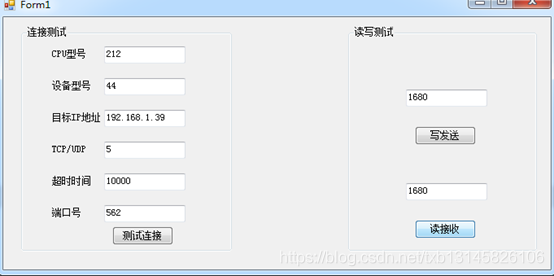 Form1
连接测试
CPU型号 212
设备型号 44
目标IP地址 192.168.1.39
TCP/UDP 5
超时时间 10000
端口号 562
测试连接
读写测试
1680
写发送
1680
读接收
https://blog.csdn.net/txb13145826106